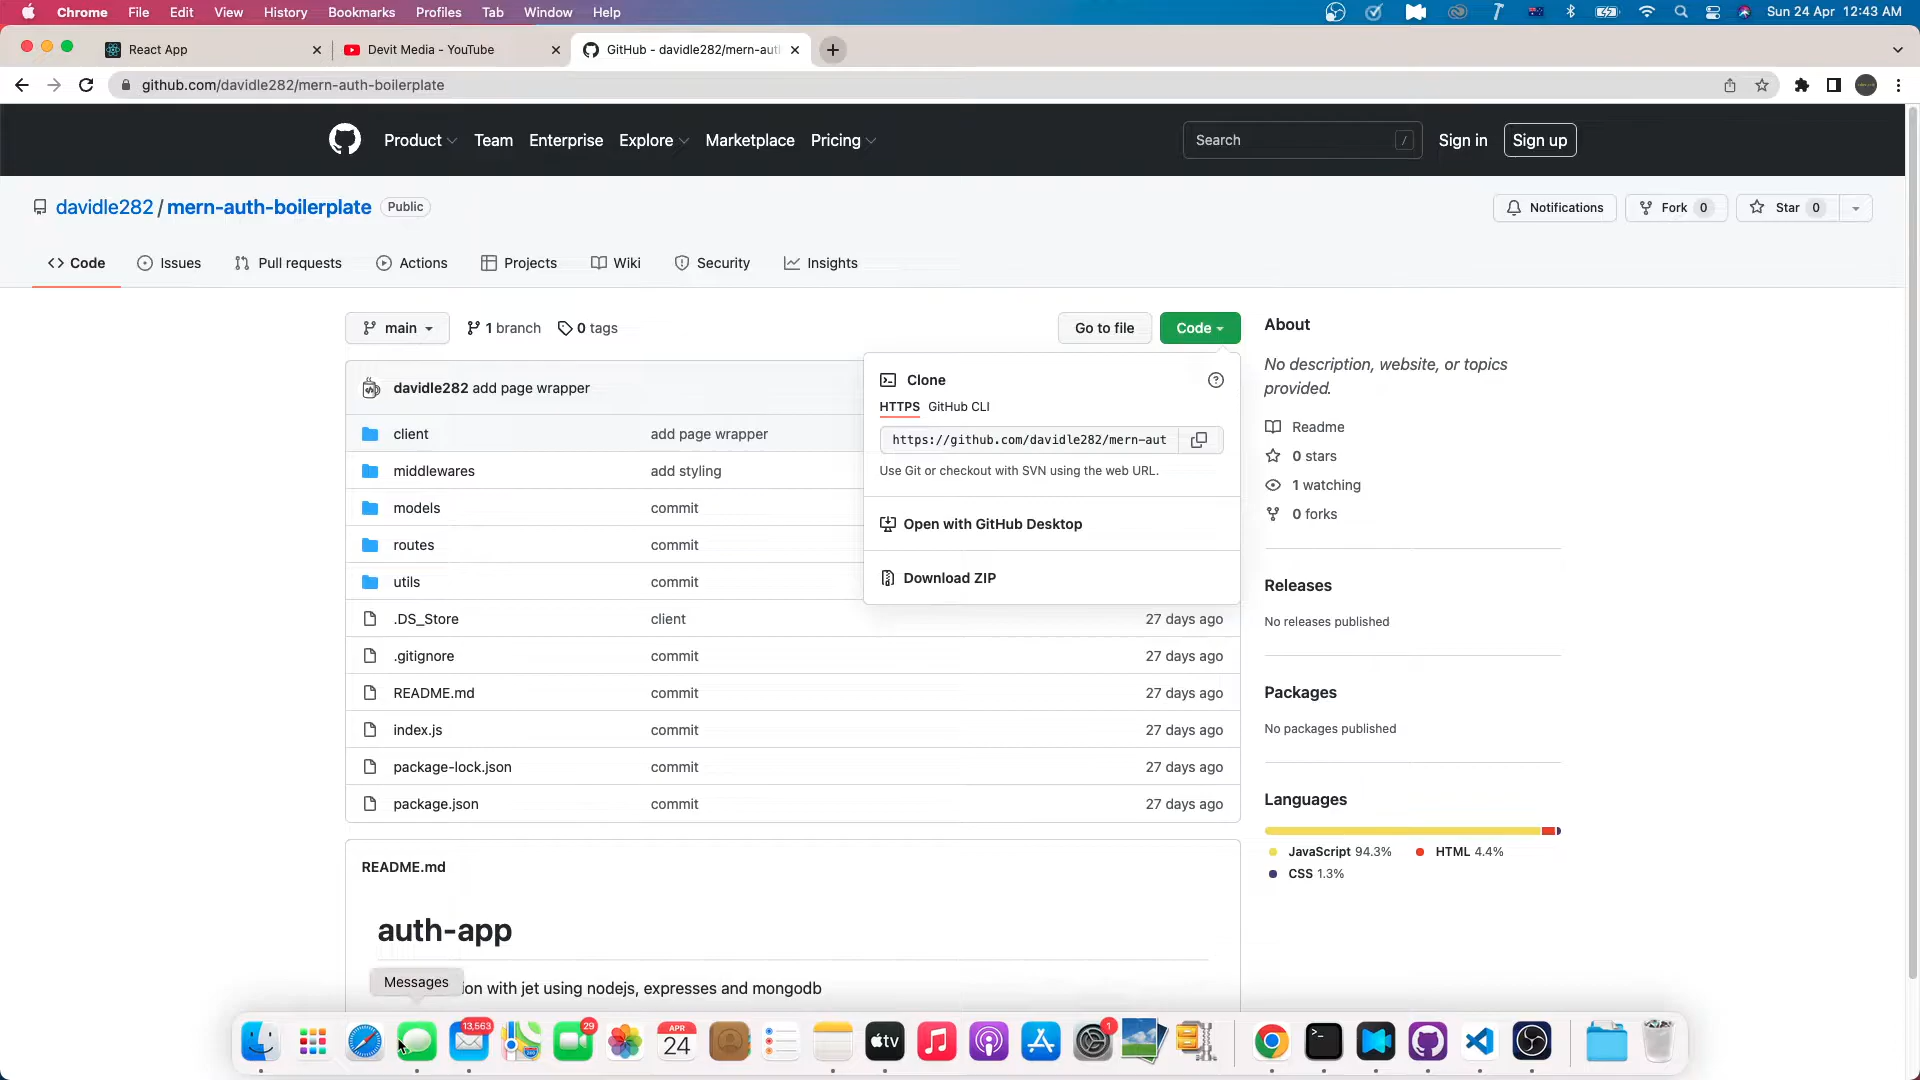 Chrome File Edit View History Bookmarks Profiles Tab Window Help Sun 24 Apr 12:43 AM
React App Devit Media - YouTube GitHub - davidle282/mern-aut
github.com/davidle282/mern-auth-boilerplate
Product Team Enterprise Explore Marketplace Pricing Search / Sign in Sign up
davidle282 / mern-auth-boilerplate Public Notifications Fork 0 Star 0
Code Issues Pull requests Actions Projects Wiki Security Insights
main 1 branch 0 tags Go to file Code
davidle282 add page wrapper
client add page wrapper
middlewares add styling
models commit
routes commit
utils commit
.DS_Store client 27 days ago
.gitignore commit 27 days ago
README.md commit 27 days ago
index.js commit 27 days ago
package-lock.json commit 27 days ago
package.json commit 27 days ago
Clone
HTTPS GitHub CLI
https://github.com/davidle282/mern-aut
Use Git or checkout with SVN using the web URL.
Open with GitHub Desktop
Download ZIP
About
No description, website, or topics
provided.
Readme
0 stars
1 watching
0 forks
Releases
No releases published
Packages
No packages published
Languages
JavaScript 94.3% HTML 4.4%
CSS 1.3%
README.md
auth-app
Messages
ion with jet using nodejs, expresses and mongodb
13,563 29 APR 24 tv 1